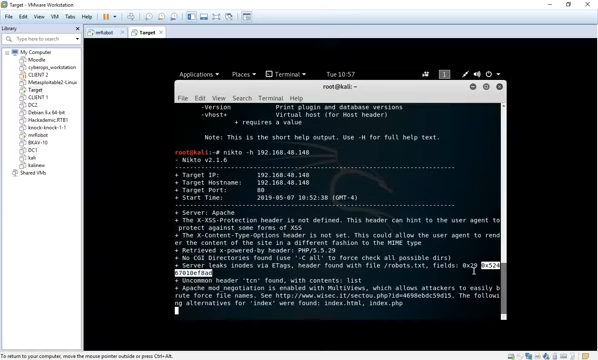 Target - VMware Workstation
File Edit View VM Tabs Help
Library
Type here to search
My Computer
Moodle
cyberops_workstation
CLIENT 2
Metasploitable2-Linux
Target
CLIENT 1
DC2
Debian 9.x 64-bit
Hackademic.RTB1
knock-knock-1-1
mrRobot
BKAV-10
DC1
kali
kalinew
Shared VMs
mrRobot
Target
Applications Places Terminal Tue 10:57 1
root@kali: ~
File Edit View Search Terminal Help
-Version Print plugin and database versions
-vhost+ Virtual host (for Host header)
+ requires a value
Note: This is the short help output. Use -H for full help text.
root@kali:~# nikto -h 192.168.48.148
- Nikto v2.1.6
---------------------------------------------------------------------------
+ Target IP: 192.168.48.148
+ Target Hostname: 192.168.48.148
+ Target Port: 80
+ Start Time: 2019-05-07 10:52:38 (GMT-4)
---------------------------------------------------------------------------
+ Server: Apache
+ The X-XSS-Protection header is not defined. This header can hint to the user agent to
protect against some forms of XSS
+ The X-Content-Type-Options header is not set. This could allow the user agent to rend
er the content of the site in a different fashion to the MIME type
+ Retrieved x-powered-by header: PHP/5.5.29
+ No CGI Directories found (use '-C all' to force check all possible dirs)
+ Server leaks inodes via ETags, header found with file /robots.txt, fields: 0x29 0x524
67010ef8ad
+ Uncommon header 'tcn' found, with contents: list
+ Apache mod_negotiation is enabled with MultiViews, which allows attackers to easily b
rute force file names. See http://www.wisec.it/sectou.php?id=4698ebdc59d15. The followi
ng alternatives for 'index' were found: index.html, index.php
To return to your computer, move the mouse pointer outside or press Ctrl+Alt.